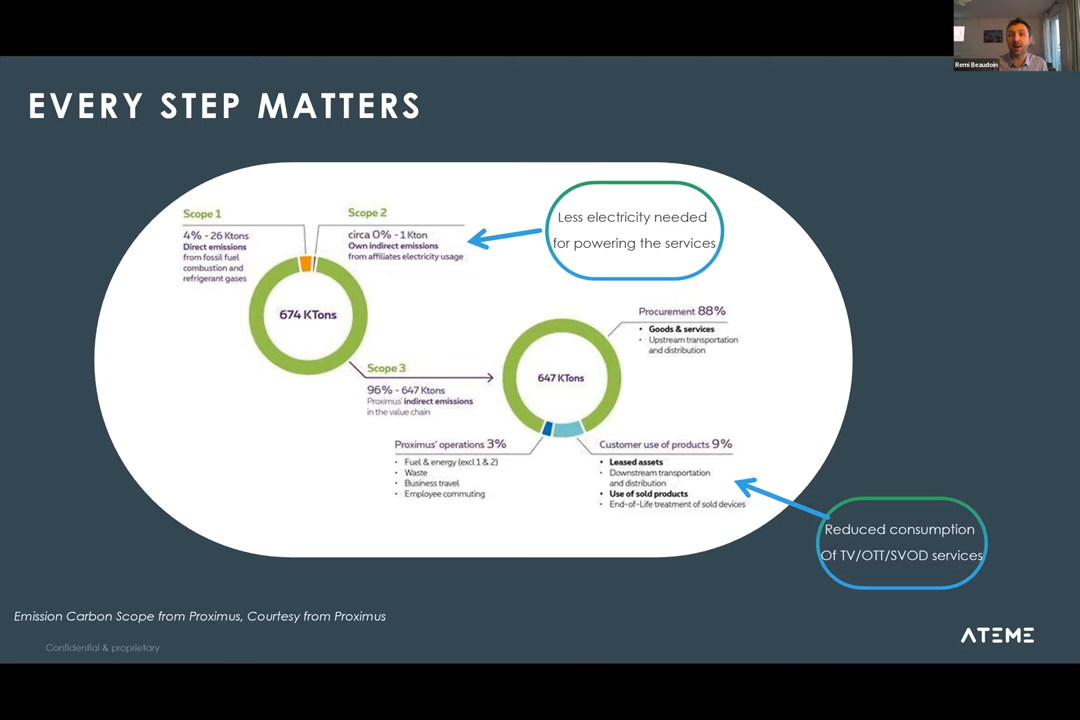 Remi Beaudoin
EVERY STEP MATTERS
Scope 1
4% - 26 Ktons
Direct emissions
from fossil fuel
combustion and
refrigerant gases
Scope 2
circa 0% - 1 Kton
Own indirect emissions
from affiliates electricity usage
Less electricity needed
for powering the services
674 KTons
Scope 3
96% - 647 Ktons
Proximus' indirect emissions
in the value chain
647 KTons
Procurement 88%
• Goods & services
• Upstream transportation
and distribution
Proximus' operations 3%
• Fuel & energy (excl.1 & 2)
• Waste
• Business travel
• Employee commuting
Customer use of products 9%
• Leased assets
• Downstream transportation
and distribution
• Use of sold products
• End-of-Life treatment of sold devices
Reduced consumption
Of TV/OTT/SVOD services
Emission Carbon Scope from Proximus, Courtesy from Proximus
Confidential & proprietary
ATEME